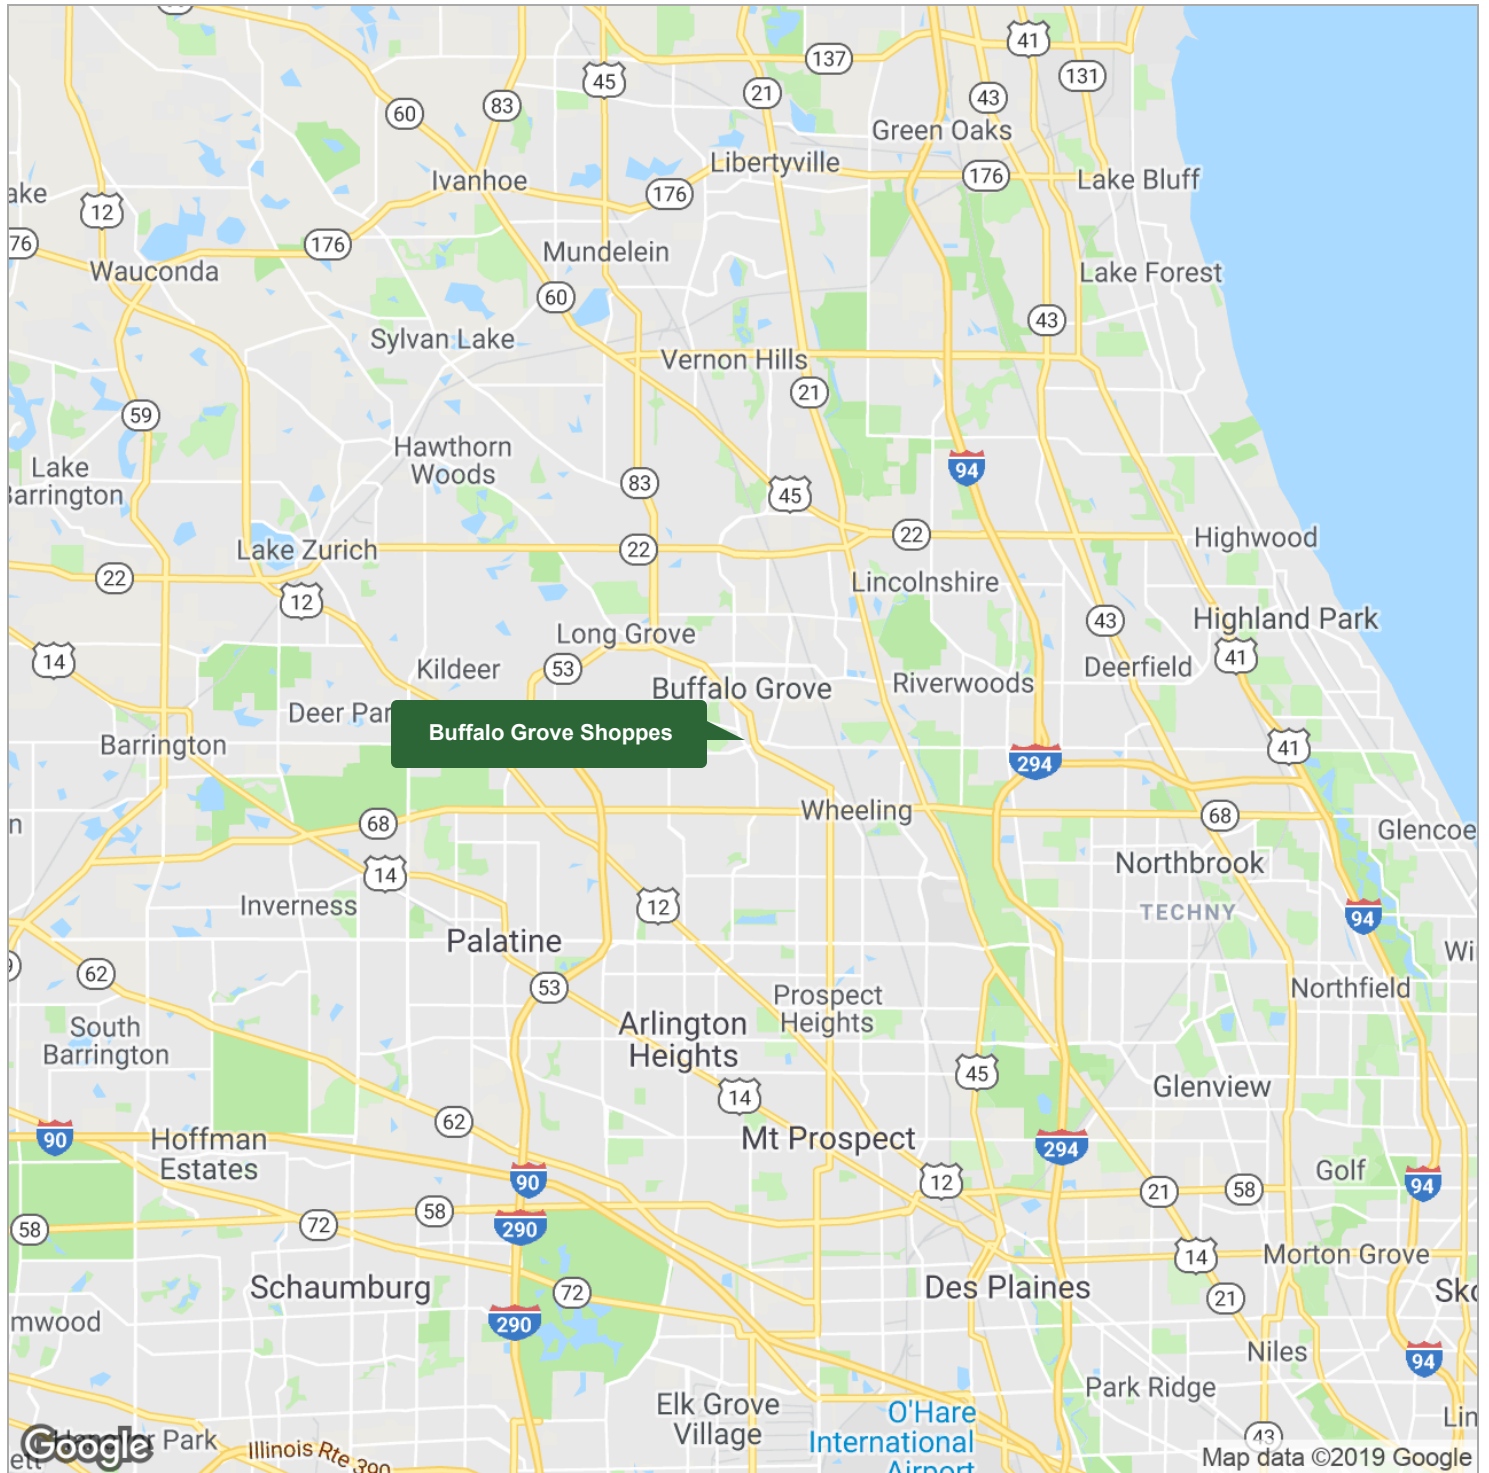 41
137
45
131
21
43
60
83
Green Oaks
Libertyville
176
Lake Bluff
Ivanhoe
176
12
176
Mundelein
Wauconda
Lake Forest
60
43
Sylvan Lake
Vernon Hills
21
59
Hawthorn
Woods
Lake
Barrington
94
83
45
22
Highwood
Lake Zurich
22
22
Lincolnshire
12
43
Highland Park
Long Grove
14
Kildeer
53
Deerfield
41
Buffalo Grove
Riverwoods
Deer Par
Buffalo Grove Shoppes
Barrington
41
294
68
Wheeling
68
Glencoe
14
Northbrook
Inverness
12
TECHNY
94
Palatine
Wi
62
53
Northfield
Prospect
Heights
South
Barrington
Arlington
Heights
45
Glenview
14
62
90
Hoffman
Estates
Mt Prospect
294
Golf
90
12
21
58
94
58
72
58
290
14
Morton Grove
Schaumburg
72
Des Plaines
21
Sko
290
mwood
Niles
94
Park Ridge
Elk Grove
Village
O'Hare
International
Airport
Lin
43
Park
Illinois Rte 390
Google
Map data ©2019 Google